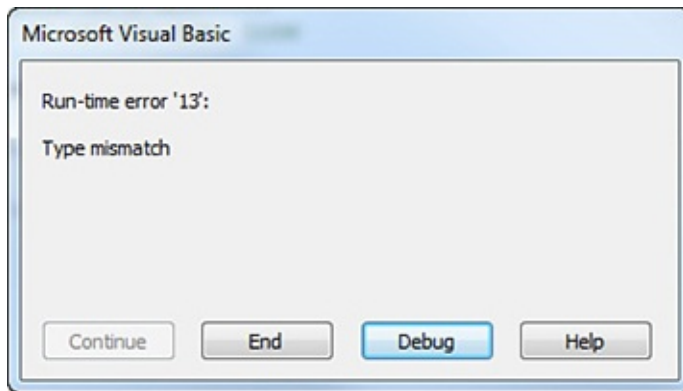 Microsoft Visual Basic
Run-time error '13':
Type mismatch
Continue
End
Debug
Help